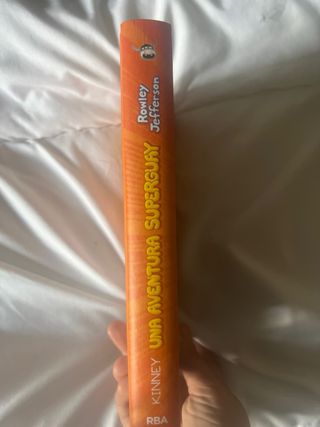 Rowley
Jefferson
UNA AVENTURA SUPERGUAY
KINNEY
RBA